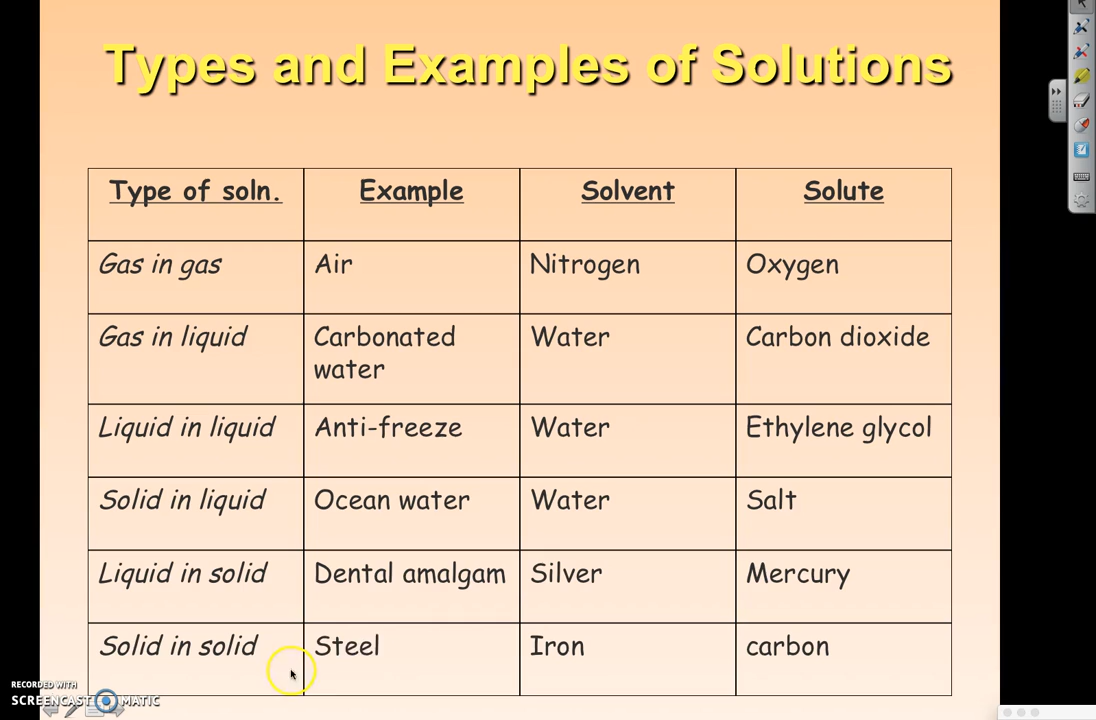 Types and Examples of Solutions
Type of soln. Example Solvent Solute
Gas in gas Air Nitrogen Oxygen
Gas in liquid Carbonated water Water Carbon dioxide
Liquid in liquid Anti-freeze Water Ethylene glycol
Solid in liquid Ocean water Water Salt
Liquid in solid Dental amalgam Silver Mercury
Solid in solid Steel Iron carbon
RECORDED WITH
SCREENCAST MATIC